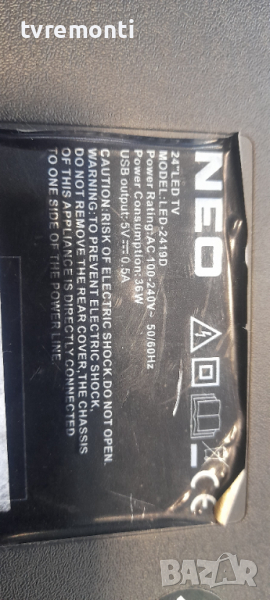 tvremonti
NEO
24"LED TV
MODEL: LED-2419D
Power Rating: AC 100-240V~ 50/60Hz
Power Consumption: 36W
USB output: 5V⎓0.5A
CAUTION:RISK OF ELECTRIC SHOCK.DO NOT OPEN.
WARNING: TO PREVENT ELECTRIC SHOCK,
DO NOT REMOVE THE REAR COVER, THE CHASSIS
OF THIS APPLIANCE IS DIRECTLY CONNECTED
TO ONE SIDE OF THE POWER LINE.
CE
BAZAR